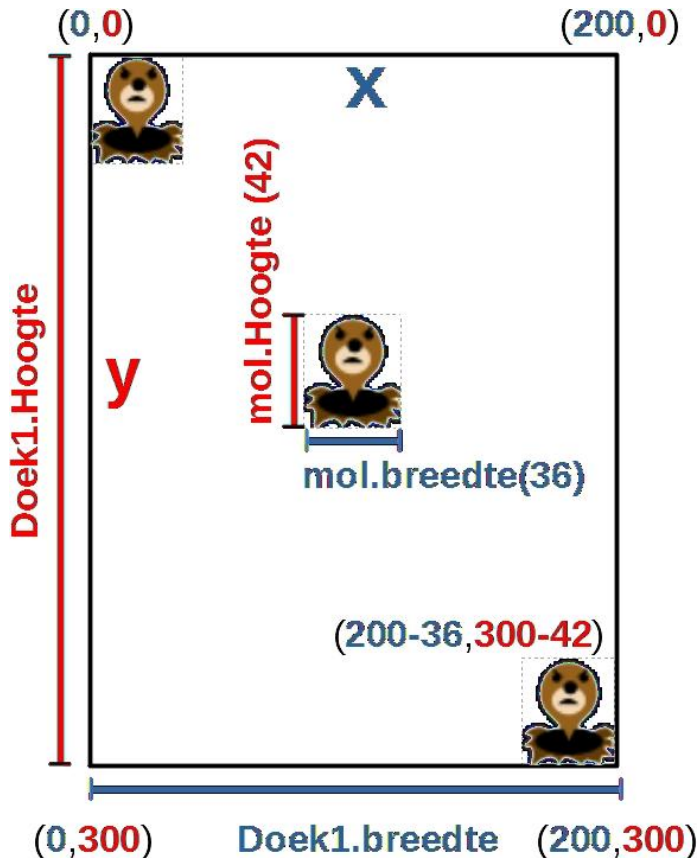 (0,0)
(200,0)
x
mol.Hoogte (42)
Doek1.Hoogte
y
mol.breedte(36)
(200-36,300-42)
(0,300)
Doek1.breedte
(200,300)